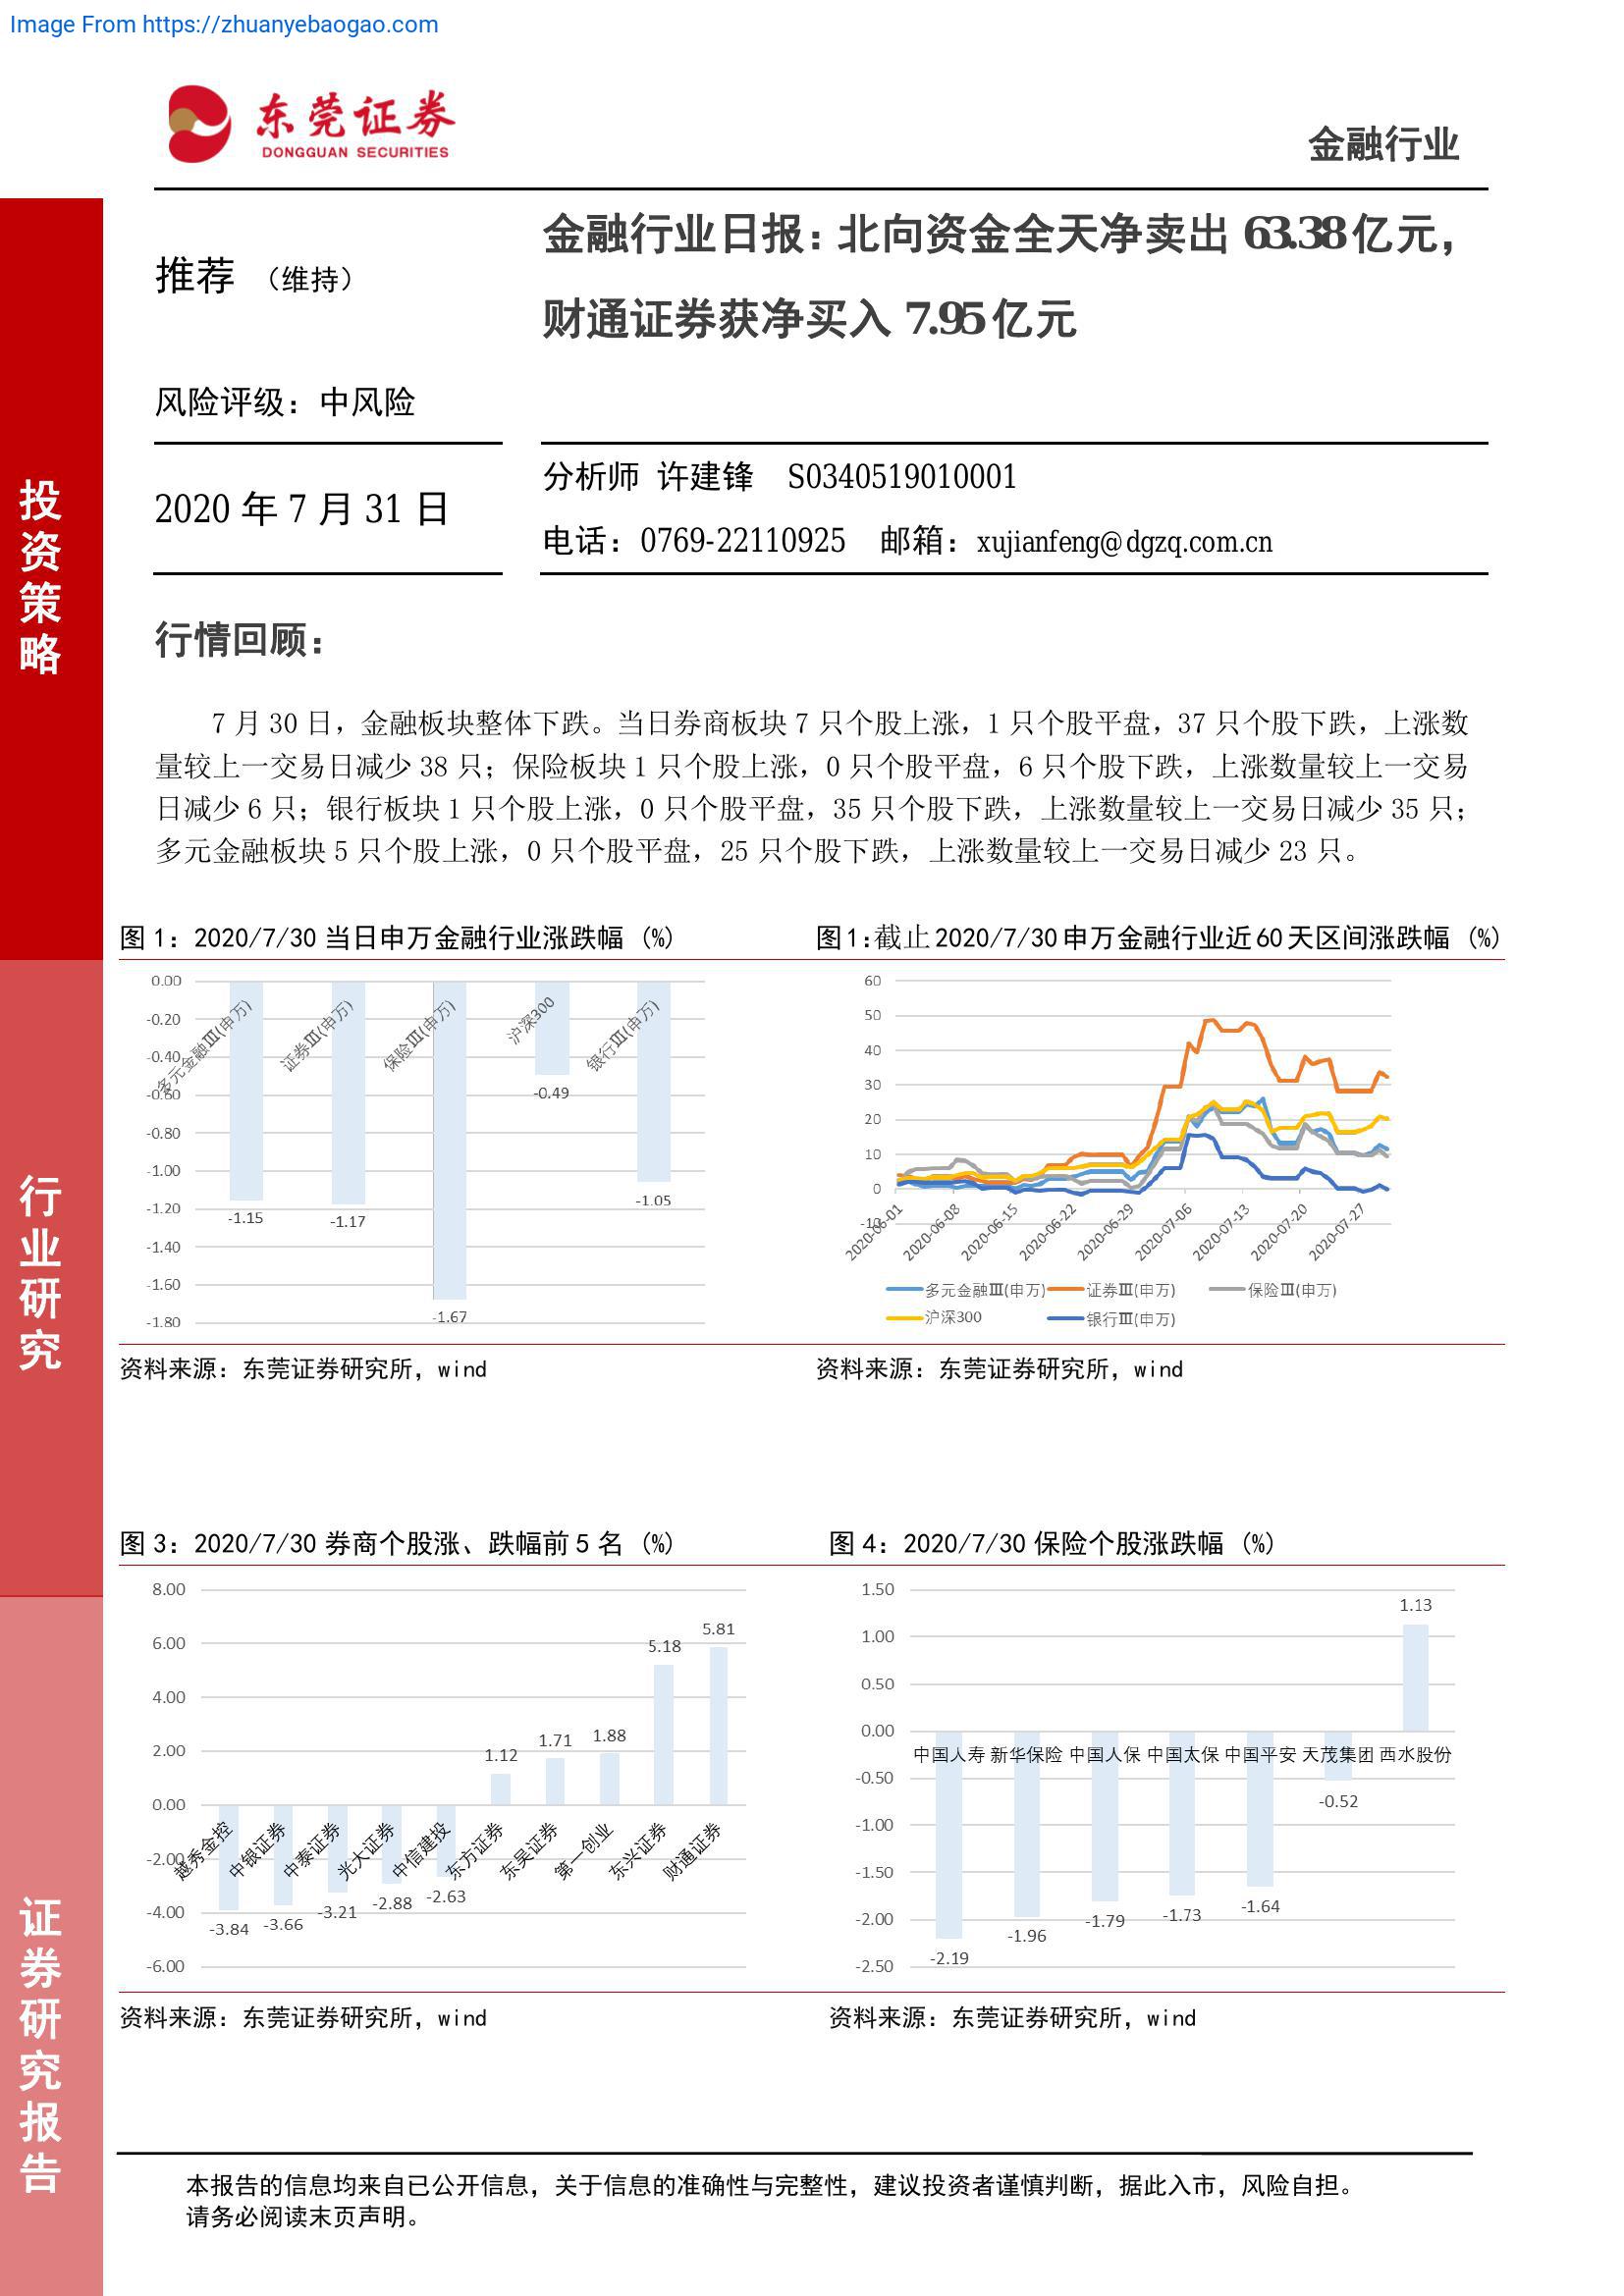 Image From https://zhuanyebaogao.com
东莞证券
DONGGUAN SECURITIES
金融行业
推荐 （维持）
金融行业日报：北向资金全天净卖出 63.38 亿元，
财通证券获净买入 7.95 亿元
风险评级：中风险
2020 年 7 月 31 日
分析师 许建锋 S0340519010001
电话：0769-22110925 邮箱：xujianfeng@dgzq.com.cn
投资策略
行业研究
证券研究报告
行情回顾：
7 月 30 日，金融板块整体下跌。当日券商板块 7 只个股上涨，1 只个股平盘，37 只个股下跌，上涨数
量较上一交易日减少 38 只；保险板块 1 只个股上涨，0 只个股平盘，6 只个股下跌，上涨数量较上一交易
日减少 6 只；银行板块 1 只个股上涨，0 只个股平盘，35 只个股下跌，上涨数量较上一交易日减少 35 只；
多元金融板块 5 只个股上涨，0 只个股平盘，25 只个股下跌，上涨数量较上一交易日减少 23 只。
图 1：2020/7/30 当日申万金融行业涨跌幅 (%)
0.00
-0.20
-0.40
-0.60
-0.80
-1.00
-1.20
-1.40
-1.60
-1.80
多元金融Ⅲ(申万)
证券Ⅲ(申万)
保险Ⅲ(申万)
沪深300
银行Ⅲ(申万)
-1.15
-1.17
-1.67
-0.49
-1.05
资料来源：东莞证券研究所，wind
图1:截止2020/7/30申万金融行业近60天区间涨跌幅 (%)
60
50
40
30
20
10
0
-10
2020-06-01
2020-06-08
2020-06-15
2020-06-22
2020-06-29
2020-07-06
2020-07-13
2020-07-20
2020-07-27
多元金融Ⅲ(申万) 证券Ⅲ(申万) 保险Ⅲ(申万)
沪深300 银行Ⅲ(申万)
资料来源：东莞证券研究所，wind
图 3：2020/7/30 券商个股涨、跌幅前 5 名 (%)
8.00
6.00
4.00
2.00
0.00
-2.00
-4.00
-6.00
越秀金控
中银证券
中泰证券
光大证券
中信建投
东方证券
东吴证券
第一创业
东兴证券
财通证券
-3.84
-3.66
-3.21
-2.88
-2.63
1.12
1.71
1.88
5.18
5.81
资料来源：东莞证券研究所，wind
图 4：2020/7/30 保险个股涨跌幅 (%)
1.50
1.00
0.50
0.00
-0.50
-1.00
-1.50
-2.00
-2.50
中国人寿 新华保险 中国人保 中国太保 中国平安 天茂集团 西水股份
-2.19
-1.96
-1.79
-1.73
-1.64
-0.52
1.13
资料来源：东莞证券研究所，wind
本报告的信息均来自已公开信息，关于信息的准确性与完整性，建议投资者谨慎判断，据此入市，风险自担。
请务必阅读末页声明。